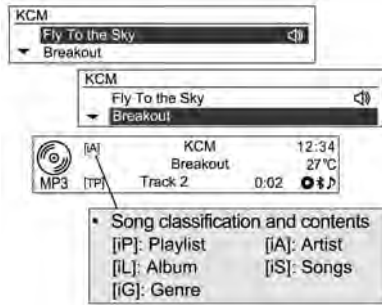 KCM
Fly To the Sky
Breakout
KCM
Fly To the Sky
Breakout
[iA] KCM 12:34
Breakout 27℃
MP3 [TP] Track 2 0:02
• Song classification and contents
[iP]: Playlist [iA]: Artist
[iL]: Album [iS]: Songs
[iG]: Genre